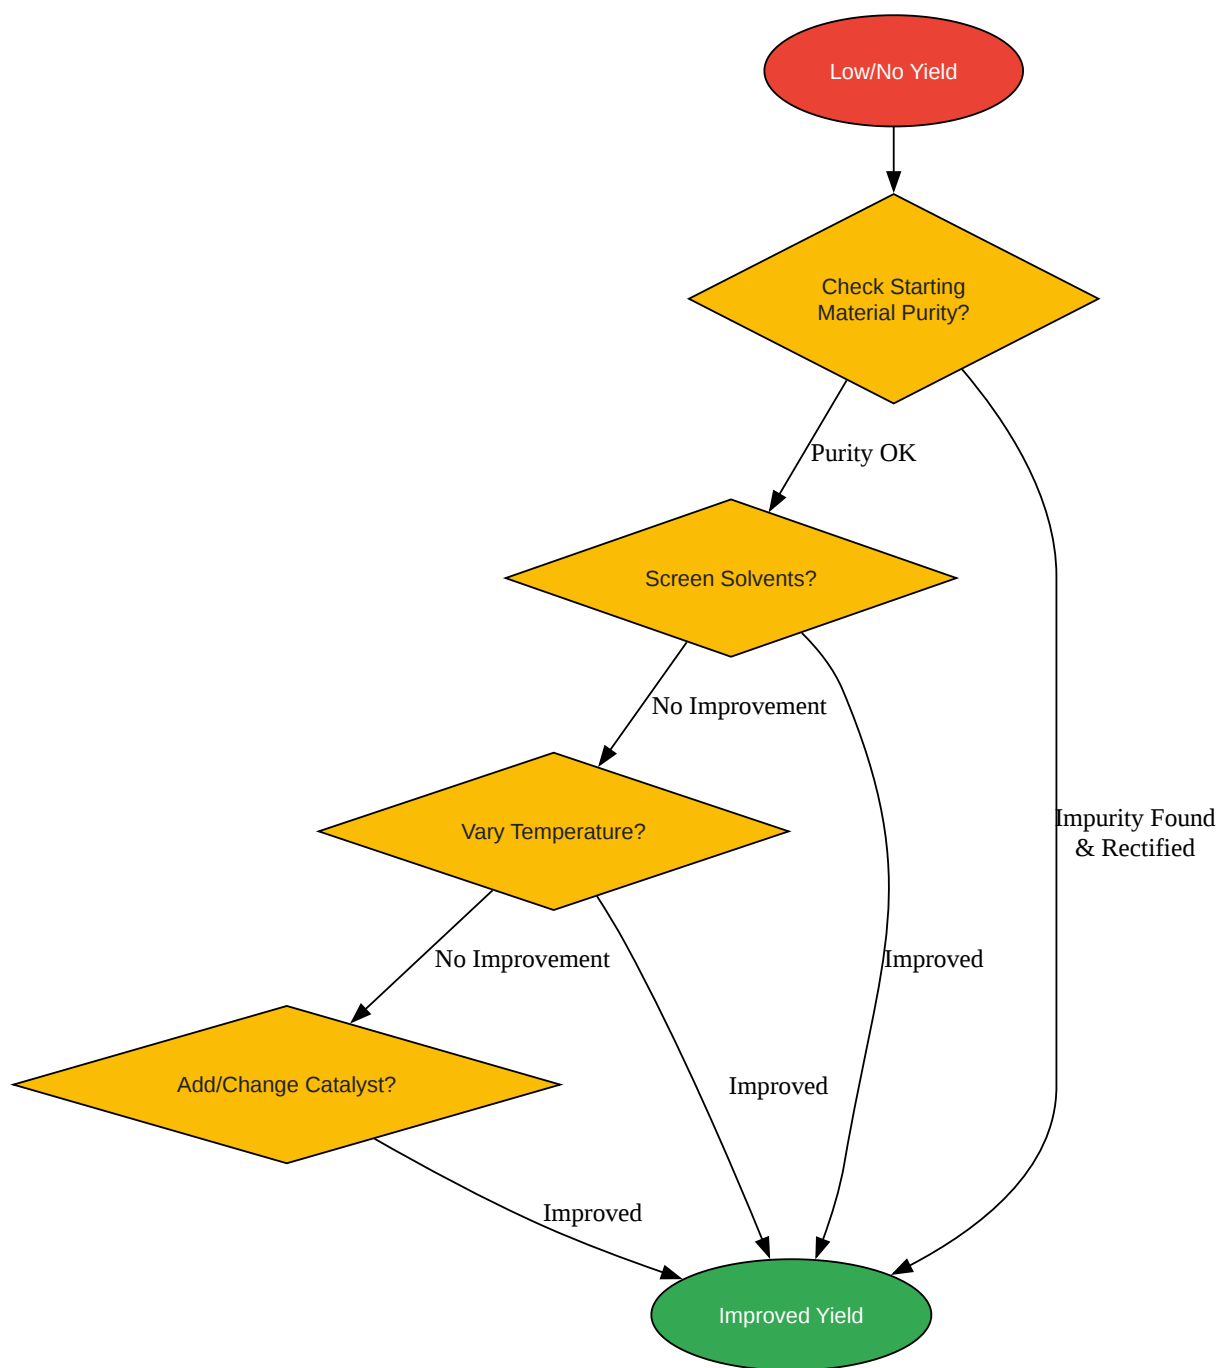 Low/No Yield
Check Starting
Material Purity?
Purity OK
Screen Solvents?
No Improvement
Vary Temperature?
Impurity Found
& Rectified
No Improvement
Improved
Add/Change Catalyst?
Improved
Improved
Improved Yield